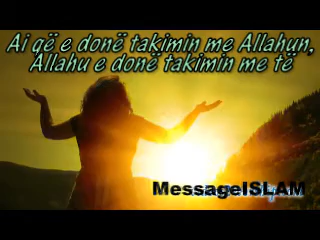 Ai që e donë takimin me Allahun,
Allahu e donë takimin me të
MessageISLAM